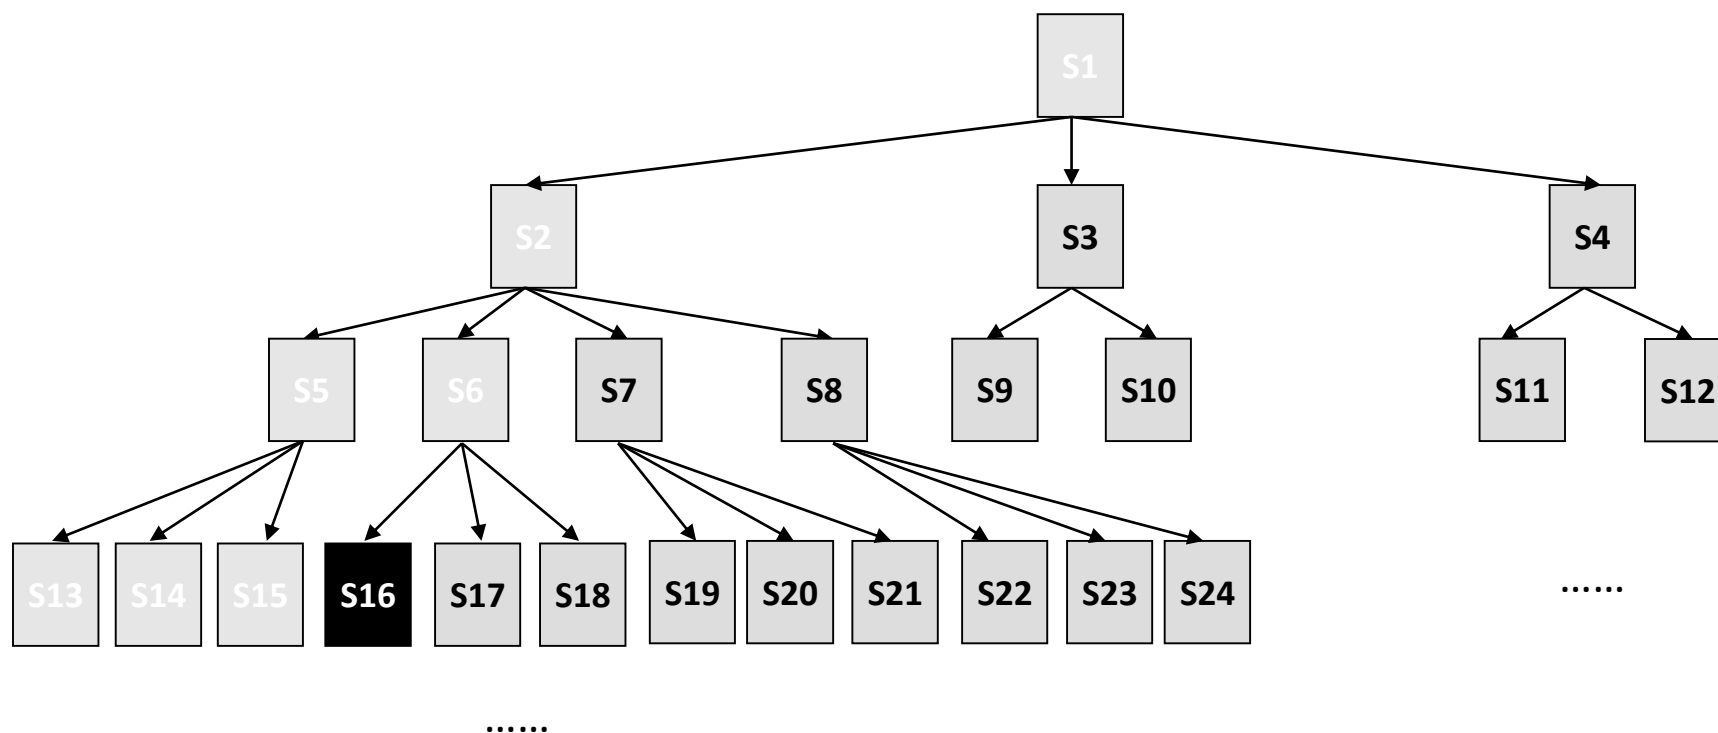 S1
S2 S3 S4
S5 S6 S7 S8 S9 S10 S11 S12
S13 S14 S15 S16 S17 S18 S19 S20 S21 S22 S23 S24 ……
……